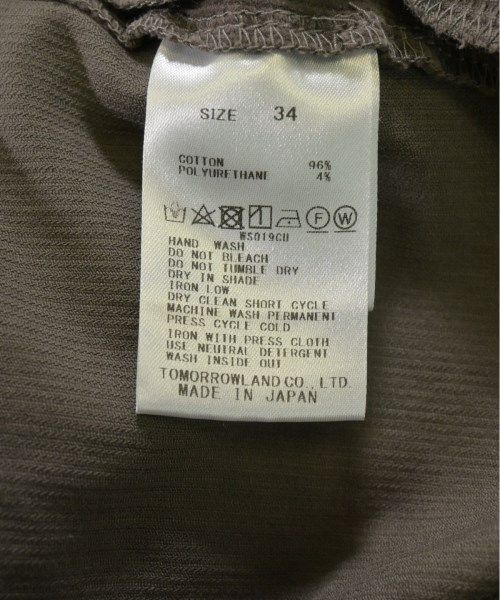 SIZE 34
COTTON 96%
POLYURETHANE 4%
F W
WS019CU
HAND WASH
DO NOT BLEACH
DO NOT TUMBLE DRY
DRY IN SHADE
IRON LOW
DRY CLEAN SHORT CYCLE
MACHINE WASH PERMANENT
PRESS CYCLE COLD
IRON WITH PRESS CLOTH
USE NEUTRAL DETERGENT
WASH INSIDE OUT
TOMORROWLAND CO., LTD.
MADE IN JAPAN